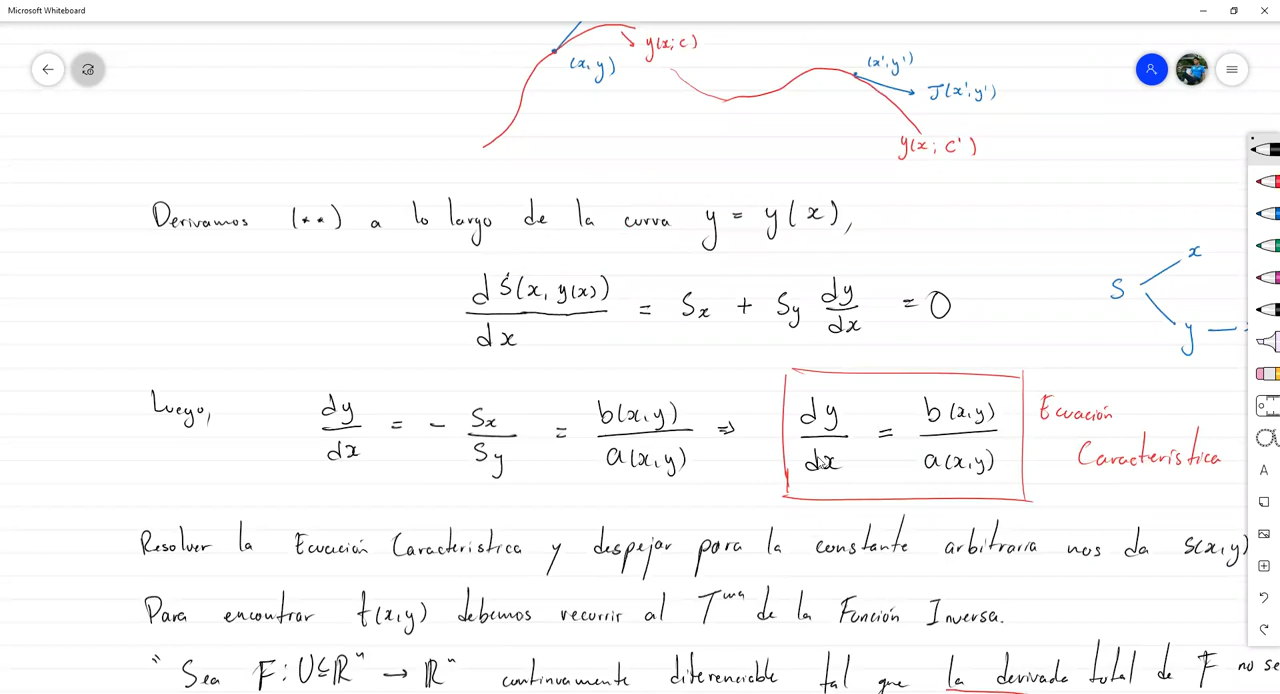 Microsoft Whiteboard
y(x; c)
(x, y)
(x', y')
J(x', y')
y(x; c')
Derivamos (**) a lo largo de la curva y = y(x),
dS(x, y(x))/dx = Sx + Sy dy/dx = 0
S x
y
Luego, dy/dx = - Sx/Sy = b(x,y)/a(x,y) => dy/dx = b(x,y)/a(x,y) Ecuación
Característica
Resolver la Ecuación Característica y despejar para la constante arbitraria nos da S(x,y)
Para encontrar t(x,y) debemos recurrir al Tma de la Función Inversa.
" Sea F: U⊆ℝⁿ → ℝⁿ continuamente diferenciable tal que la derivada total de F no se